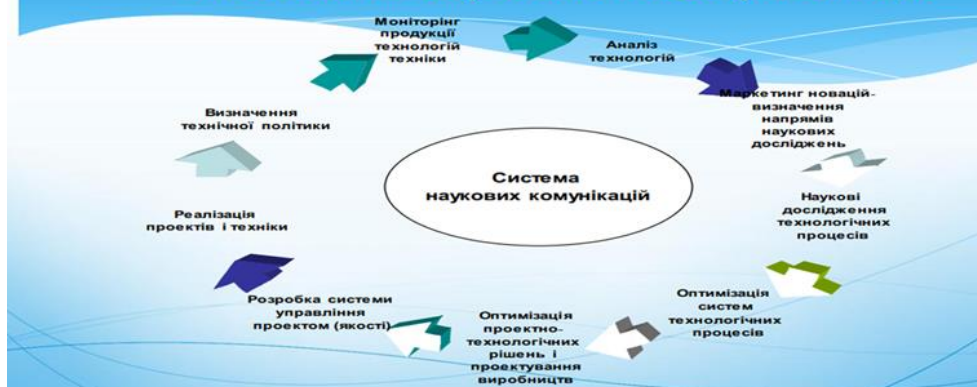 Моніторінг
продукції
технологій
техніки
Аналіз
технологій
Маркетинг новацій-
визначення
напрямів
наукових
досліджень
Наукові
дослідження
технологічних
процесів
Оптимізація
систем
технологічних
процесів
Оптимізація
проектно-
технологічних
рішень і
проектування
виробництв
Розробка системи
управління
проектом (якості)
Реалізація
проектів і техніки
Визначення
технічної політики
Система
наукових комунікацій